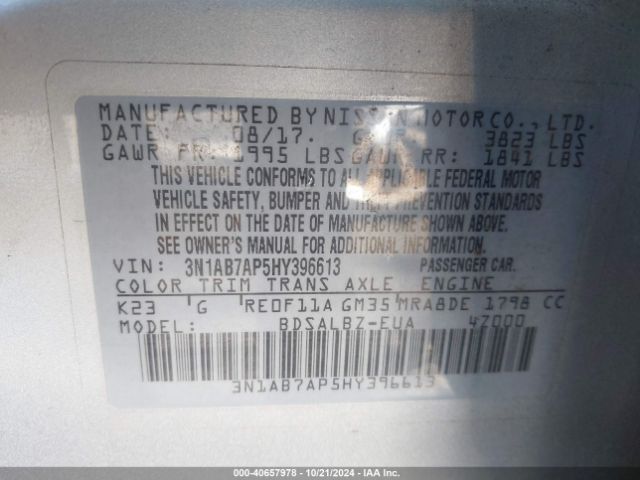 MANUFACTURED BY NISSAN MOTOR CO., LTD.
DATE: 08/17. 3823 LBS
GAWR FR: 1995 LBS GAWR RR: 1841 LBS
THIS VEHICLE CONFORMS TO ALL APPLICABLE FEDERAL MOTOR
VEHICLE SAFETY, BUMPER AND THEFT PREVENTION STANDARDS
IN EFFECT ON THE DATE OF MANUFACTURE SHOWN ABOVE.
SEE OWNER'S MANUAL FOR ADDITIONAL INFORMATION.
VIN: 3N1AB7AP5HY396613 PASSENGER CAR.
COLOR TRIM TRANS AXLE ENGINE
K23 G RE0F11A GM35 MRA8DE 1798 CC
MODEL: BDSALBZ-EUA 47000
3N1AB7AP5HY396613
000-40657978 | 10/21/2024 | IAA Inc.